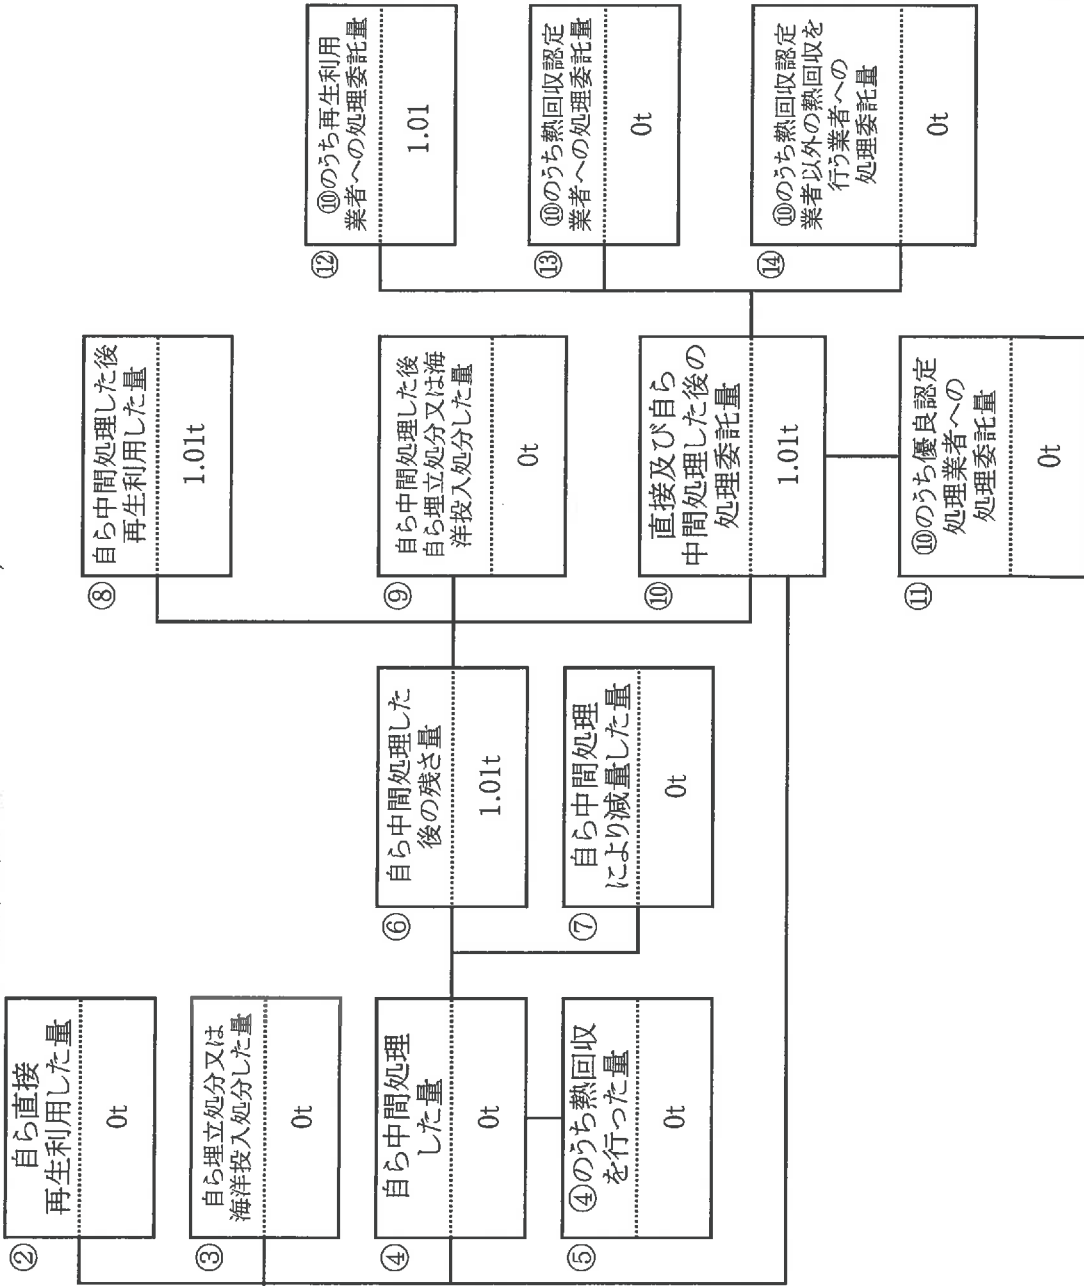 ②
自ら直接
再生利用した量
0t
③
自ら埋立処分又は
海洋投入処分した量
0t
④
自ら中間処理
した量
0t
⑤
④のうち熱回収
を行った量
0t
⑥
自ら中間処理した
後の残さ量
1.01t
⑦
自ら中間処理
により減量した量
0t
⑧
自ら中間処理した後
再生利用した量
1.01t
⑨
自ら中間処理した後
自ら埋立処分又は海
洋投入処分した量
0t
⑩
直接及び自ら
中間処理した後の
処理委託量
1.01t
⑪
⑩のうち優良認定
処理業者への
処理委託量
0t
⑫
⑩のうち再生利用
業者への処理委託量
1.01
⑬
⑩のうち熱回収認定
業者への処理委託量
0t
⑭
⑩のうち熱回収認定
業者以外の熱回収を
行う業者への
処理委託量
0t